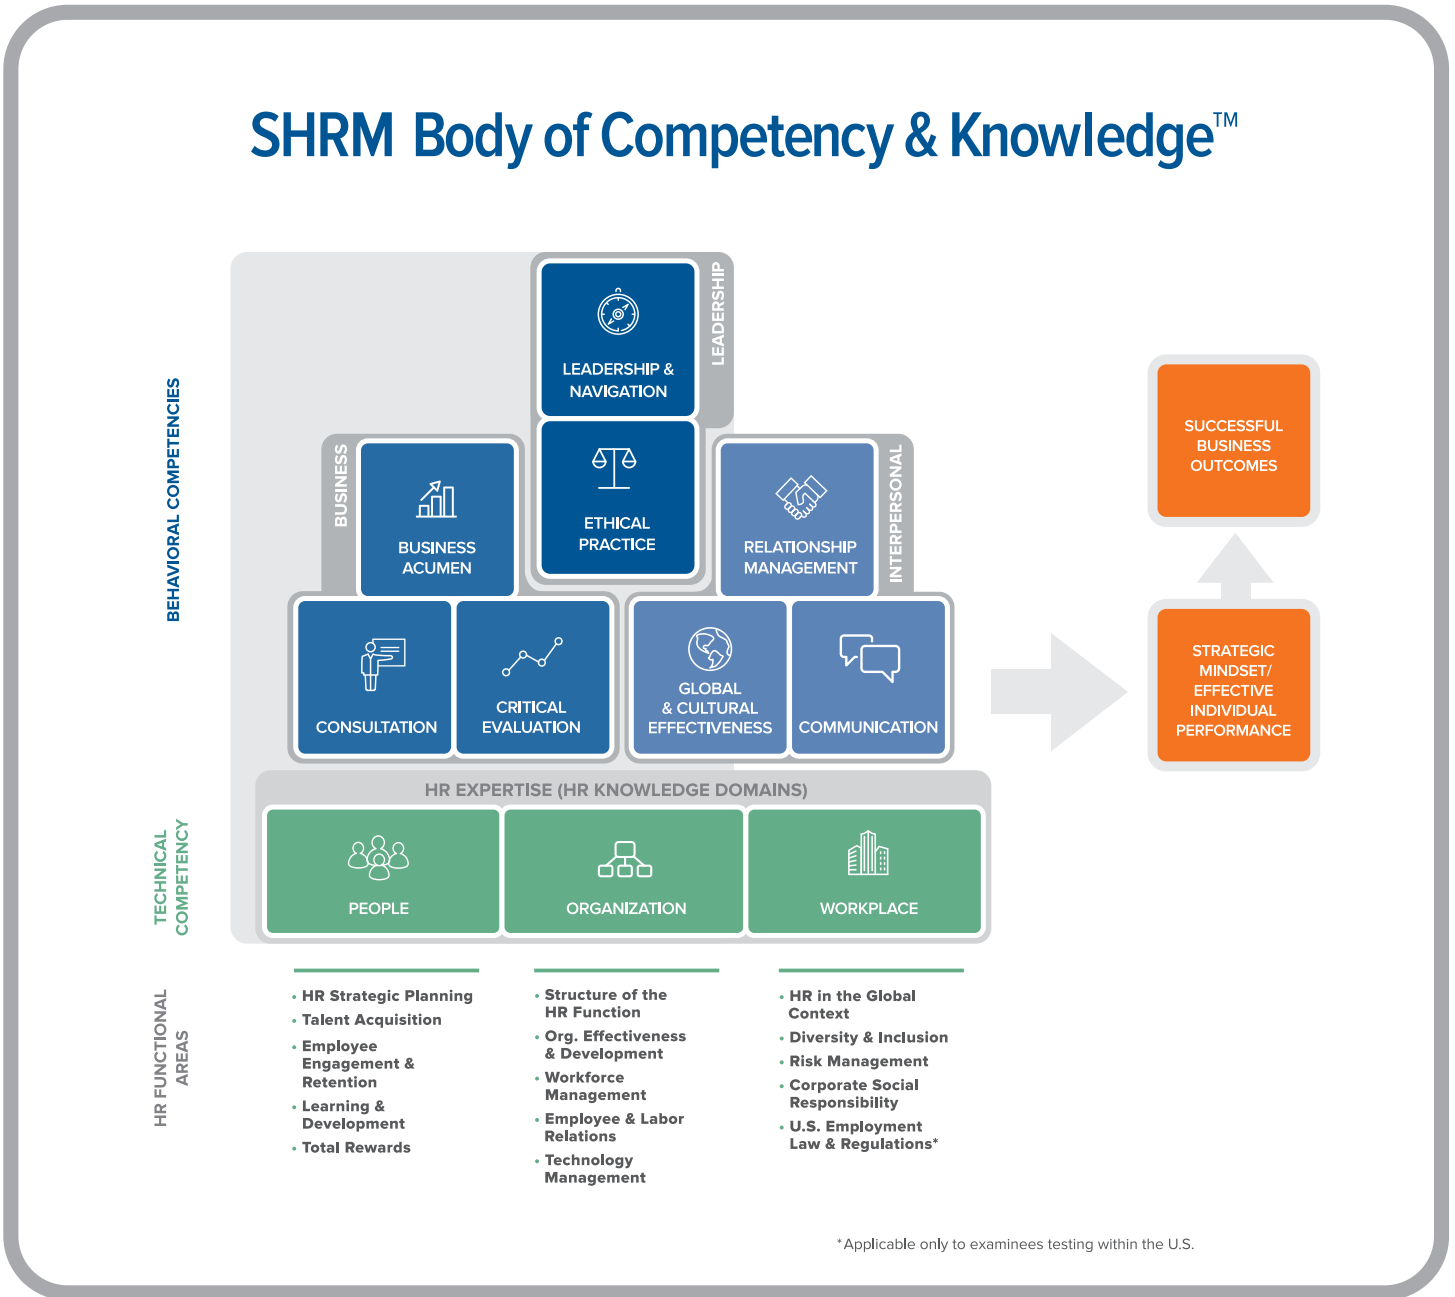 SHRM Body of Competency & Knowledge™
BEHAVIORAL COMPETENCIES
LEADERSHIP
LEADERSHIP &
NAVIGATION
ETHICAL
PRACTICE
BUSINESS
BUSINESS
ACUMEN
CONSULTATION
CRITICAL
EVALUATION
INTERPERSONAL
RELATIONSHIP
MANAGEMENT
GLOBAL
& CULTURAL
EFFECTIVENESS
COMMUNICATION
SUCCESSFUL
BUSINESS
OUTCOMES
STRATEGIC
MINDSET/
EFFECTIVE
INDIVIDUAL
PERFORMANCE
TECHNICAL
COMPETENCY
HR EXPERTISE (HR KNOWLEDGE DOMAINS)
PEOPLE
ORGANIZATION
WORKPLACE
HR FUNCTIONAL
AREAS
• HR Strategic Planning
• Talent Acquisition
• Employee
Engagement &
Retention
• Learning &
Development
• Total Rewards
• Structure of the
HR Function
• Org. Effectiveness
& Development
• Workforce
Management
• Employee & Labor
Relations
• Technology
Management
• HR in the Global
Context
• Diversity & Inclusion
• Risk Management
• Corporate Social
Responsibility
• U.S. Employment
Law & Regulations*
*Applicable only to examinees testing within the U.S.